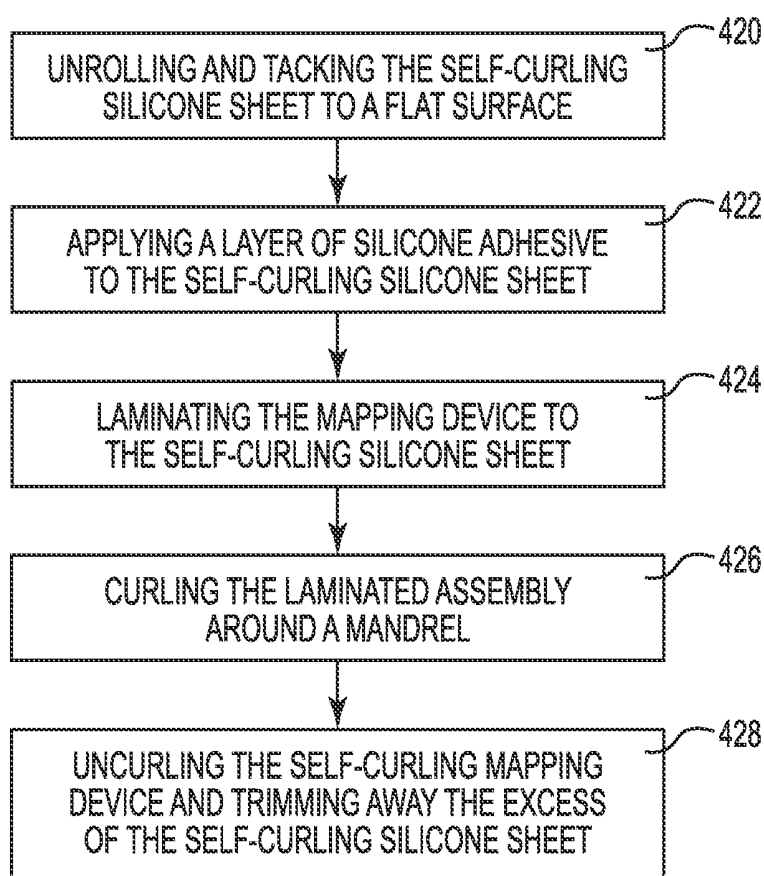 420
UNROLLING AND TACKING THE SELF-CURLING
SILICONE SHEET TO A FLAT SURFACE
422
APPLYING A LAYER OF SILICONE ADHESIVE
TO THE SELF-CURLING SILICONE SHEET
424
LAMINATING THE MAPPING DEVICE TO
THE SELF-CURLING SILICONE SHEET
426
CURLING THE LAMINATED ASSEMBLY
AROUND A MANDREL
428
UNCURLING THE SELF-CURLING MAPPING
DEVICE AND TRIMMING AWAY THE EXCESS
OF THE SELF-CURLING SILICONE SHEET